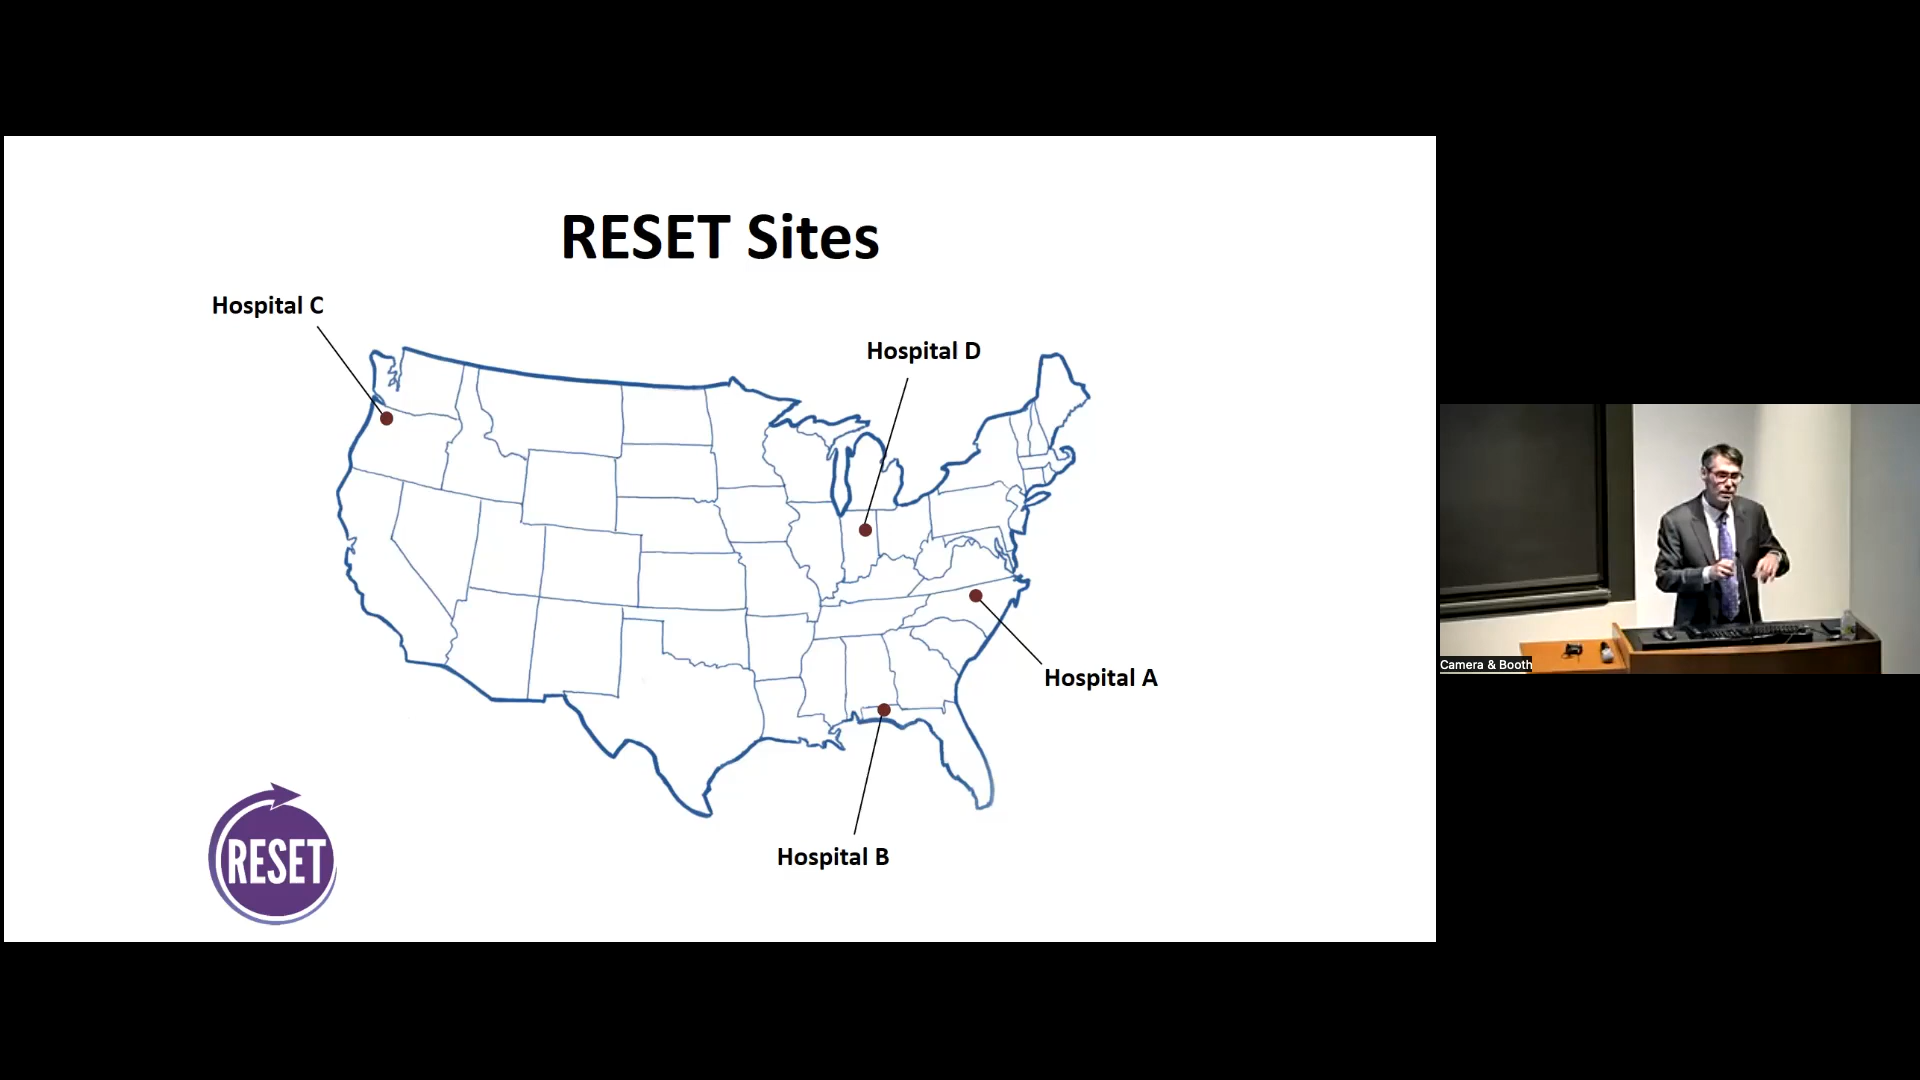 RESET Sites
Hospital C
Hospital D
Hospital A
Hospital B
RESET
Camera & Booth